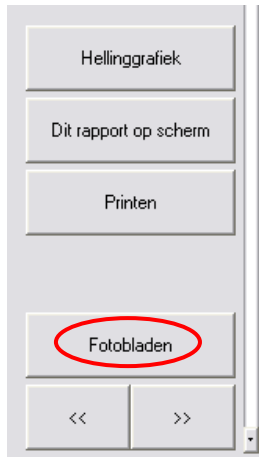 Hellinggrafiek
Dit rapport op scherm
Printen
Fotobladen
<< >>